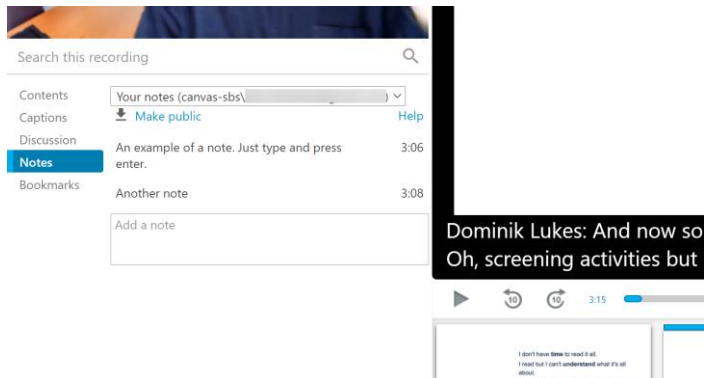 Search this recording
Contents
Captions
Discussion
Notes
Bookmarks
Your notes (canvas-sbs\ )
Make public
Help
An example of a note. Just type and press
enter.
3:06
Another note
3:08
Add a note
Dominik Lukes: And now so
Oh, screening activities but
10
10
3:15
I don't have time to read it all.
I read but I can't understand what it's all
about.